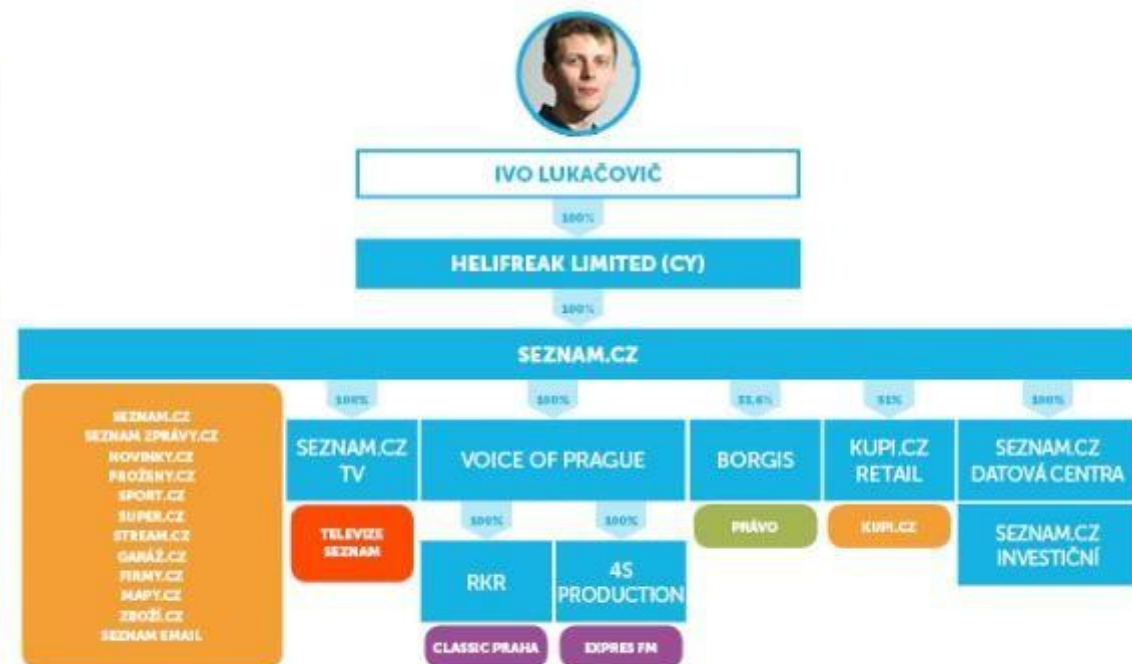 IVO LUKAČOVIČ
100%
HELIFREAK LIMITED (CY)
100%
SEZNAM.CZ
SEZNAM.CZ
SEZNAM ZPRÁVY.CZ
NOVINKY.CZ
PROŽENY.CZ
SPORT.CZ
SUPER.CZ
STREAM.CZ
GARÁŽ.CZ
FIRMY.CZ
MAPY.CZ
ZBOŽÍ.CZ
SEZNAM EMAIL
100%
SEZNAM.CZ
TV
TELEVIZE
SEZNAM
100%
VOICE OF PRAGUE
100%
RKR
CLASSIC PRAHA
100%
4S
PRODUCTION
EXPRES FM
33,6%
BORGIS
PRÁVO
51%
KUPI.CZ
RETAIL
KUPI.CZ
100%
SEZNAM.CZ
DATOVÁ CENTRA
SEZNAM.CZ
INVESTIČNÍ